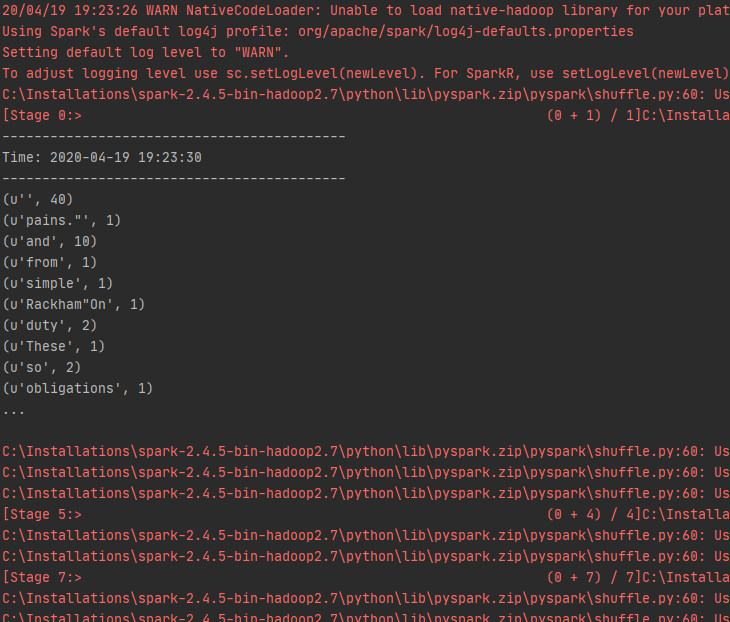 20/04/19 19:23:26 WARN NativeCodeLoader: Unable to load native-hadoop library for your plat
Using Spark's default log4j profile: org/apache/spark/log4j-defaults.properties
Setting default log level to "WARN".
To adjust logging level use sc.setLogLevel(newLevel). For SparkR, use setLogLevel(newLevel)
C:\Installations\spark-2.4.5-bin-hadoop2.7\python\lib\pyspark.zip\pyspark\shuffle.py:60: Us
[Stage 0:>                                                          (0 + 1) / 1]C:\Installa
-------------------------------------------
Time: 2020-04-19 19:23:30
-------------------------------------------
(u'', 40)
(u'pains."', 1)
(u'and', 10)
(u'from', 1)
(u'simple', 1)
(u'Rackham"On', 1)
(u'duty', 2)
(u'These', 1)
(u'so', 2)
(u'obligations', 1)
...
C:\Installations\spark-2.4.5-bin-hadoop2.7\python\lib\pyspark.zip\pyspark\shuffle.py:60: Us
C:\Installations\spark-2.4.5-bin-hadoop2.7\python\lib\pyspark.zip\pyspark\shuffle.py:60: Us
C:\Installations\spark-2.4.5-bin-hadoop2.7\python\lib\pyspark.zip\pyspark\shuffle.py:60: Us
[Stage 5:>                                                          (0 + 4) / 4]C:\Installa
C:\Installations\spark-2.4.5-bin-hadoop2.7\python\lib\pyspark.zip\pyspark\shuffle.py:60: Us
C:\Installations\spark-2.4.5-bin-hadoop2.7\python\lib\pyspark.zip\pyspark\shuffle.py:60: Us
[Stage 7:>                                                          (0 + 7) / 7]C:\Installa
C:\Installations\spark-2.4.5-bin-hadoop2.7\python\lib\pyspark.zip\pyspark\shuffle.py:60: Us
C:\Installations\spark-2.4.5-bin-hadoop2.7\python\lib\pyspark.zip\pyspark\shuffle.py:60: Us